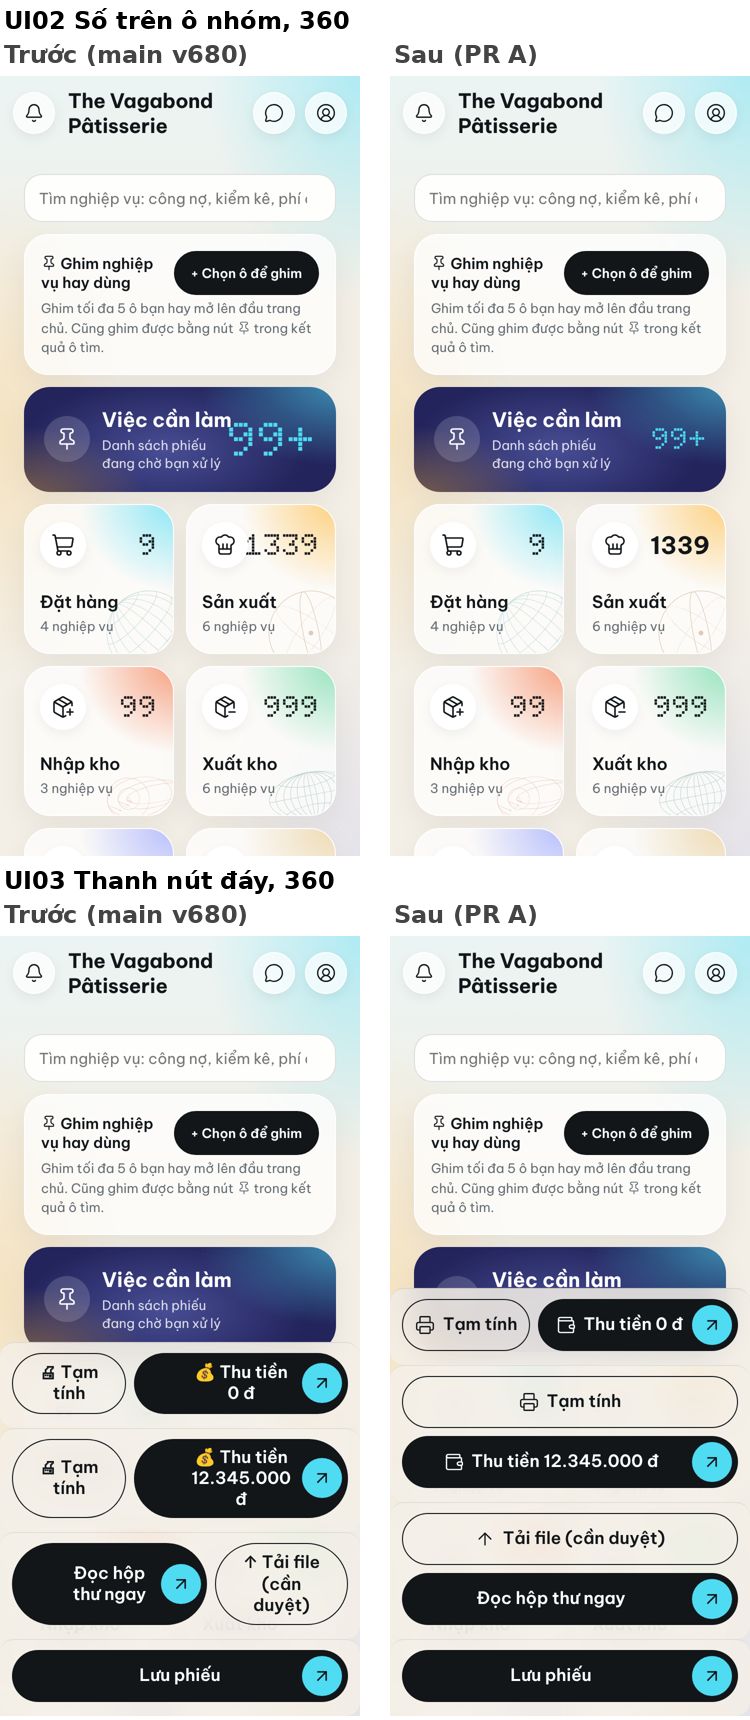 UI02 Số trên ô nhóm, 360
Trước (main v680)
Sau (PR A)
The Vagabond
Pâtisserie
The Vagabond
Pâtisserie
Tìm nghiệp vụ: công nợ, kiểm kê, phí
Tìm nghiệp vụ: công nợ, kiểm kê, phí
Ghim nghiệp
vụ hay dùng
+ Chọn ô để ghim
Ghim tối đa 5 ô bạn hay mở lên đầu trang
chủ. Cũng ghim được bằng nút trong kết
quả ô tìm.
Ghim nghiệp
vụ hay dùng
+ Chọn ô để ghim
Ghim tối đa 5 ô bạn hay mở lên đầu trang
chủ. Cũng ghim được bằng nút trong kết
quả ô tìm.
Việc cần làm
Danh sách phiếu
đang chờ bạn xử lý
99+
Việc cần làm
Danh sách phiếu
đang chờ bạn xử lý
99+
9
Đặt hàng
4 nghiệp vụ
1339
Sản xuất
6 nghiệp vụ
9
Đặt hàng
4 nghiệp vụ
1339
Sản xuất
6 nghiệp vụ
99
Nhập kho
3 nghiệp vụ
999
Xuất kho
6 nghiệp vụ
99
Nhập kho
3 nghiệp vụ
999
Xuất kho
6 nghiệp vụ
UI03 Thanh nút đáy, 360
Trước (main v680)
Sau (PR A)
The Vagabond
Pâtisserie
The Vagabond
Pâtisserie
Tìm nghiệp vụ: công nợ, kiểm kê, phí
Tìm nghiệp vụ: công nợ, kiểm kê, phí
Ghim nghiệp
vụ hay dùng
+ Chọn ô để ghim
Ghim tối đa 5 ô bạn hay mở lên đầu trang
chủ. Cũng ghim được bằng nút trong kết
quả ô tìm.
Ghim nghiệp
vụ hay dùng
+ Chọn ô để ghim
Ghim tối đa 5 ô bạn hay mở lên đầu trang
chủ. Cũng ghim được bằng nút trong kết
quả ô tìm.
Việc cần làm
Danh sách phiếu
đang chờ bạn xử lý
Việc cần làm
Tạm
tính
Thu tiền
0 đ
Tạm
tính
Thu tiền
12.345.000
đ
Đọc hộp
thư ngay
↑ Tải file
(cần
duyệt)
Nhập kho
Xuất kho
Lưu phiếu
Tạm tính
Thu tiền 0 đ
Tạm tính
Thu tiền 12.345.000 đ
↑ Tải file (cần duyệt)
Đọc hộp thư ngay
Nhập kho
Xuất kho
Lưu phiếu